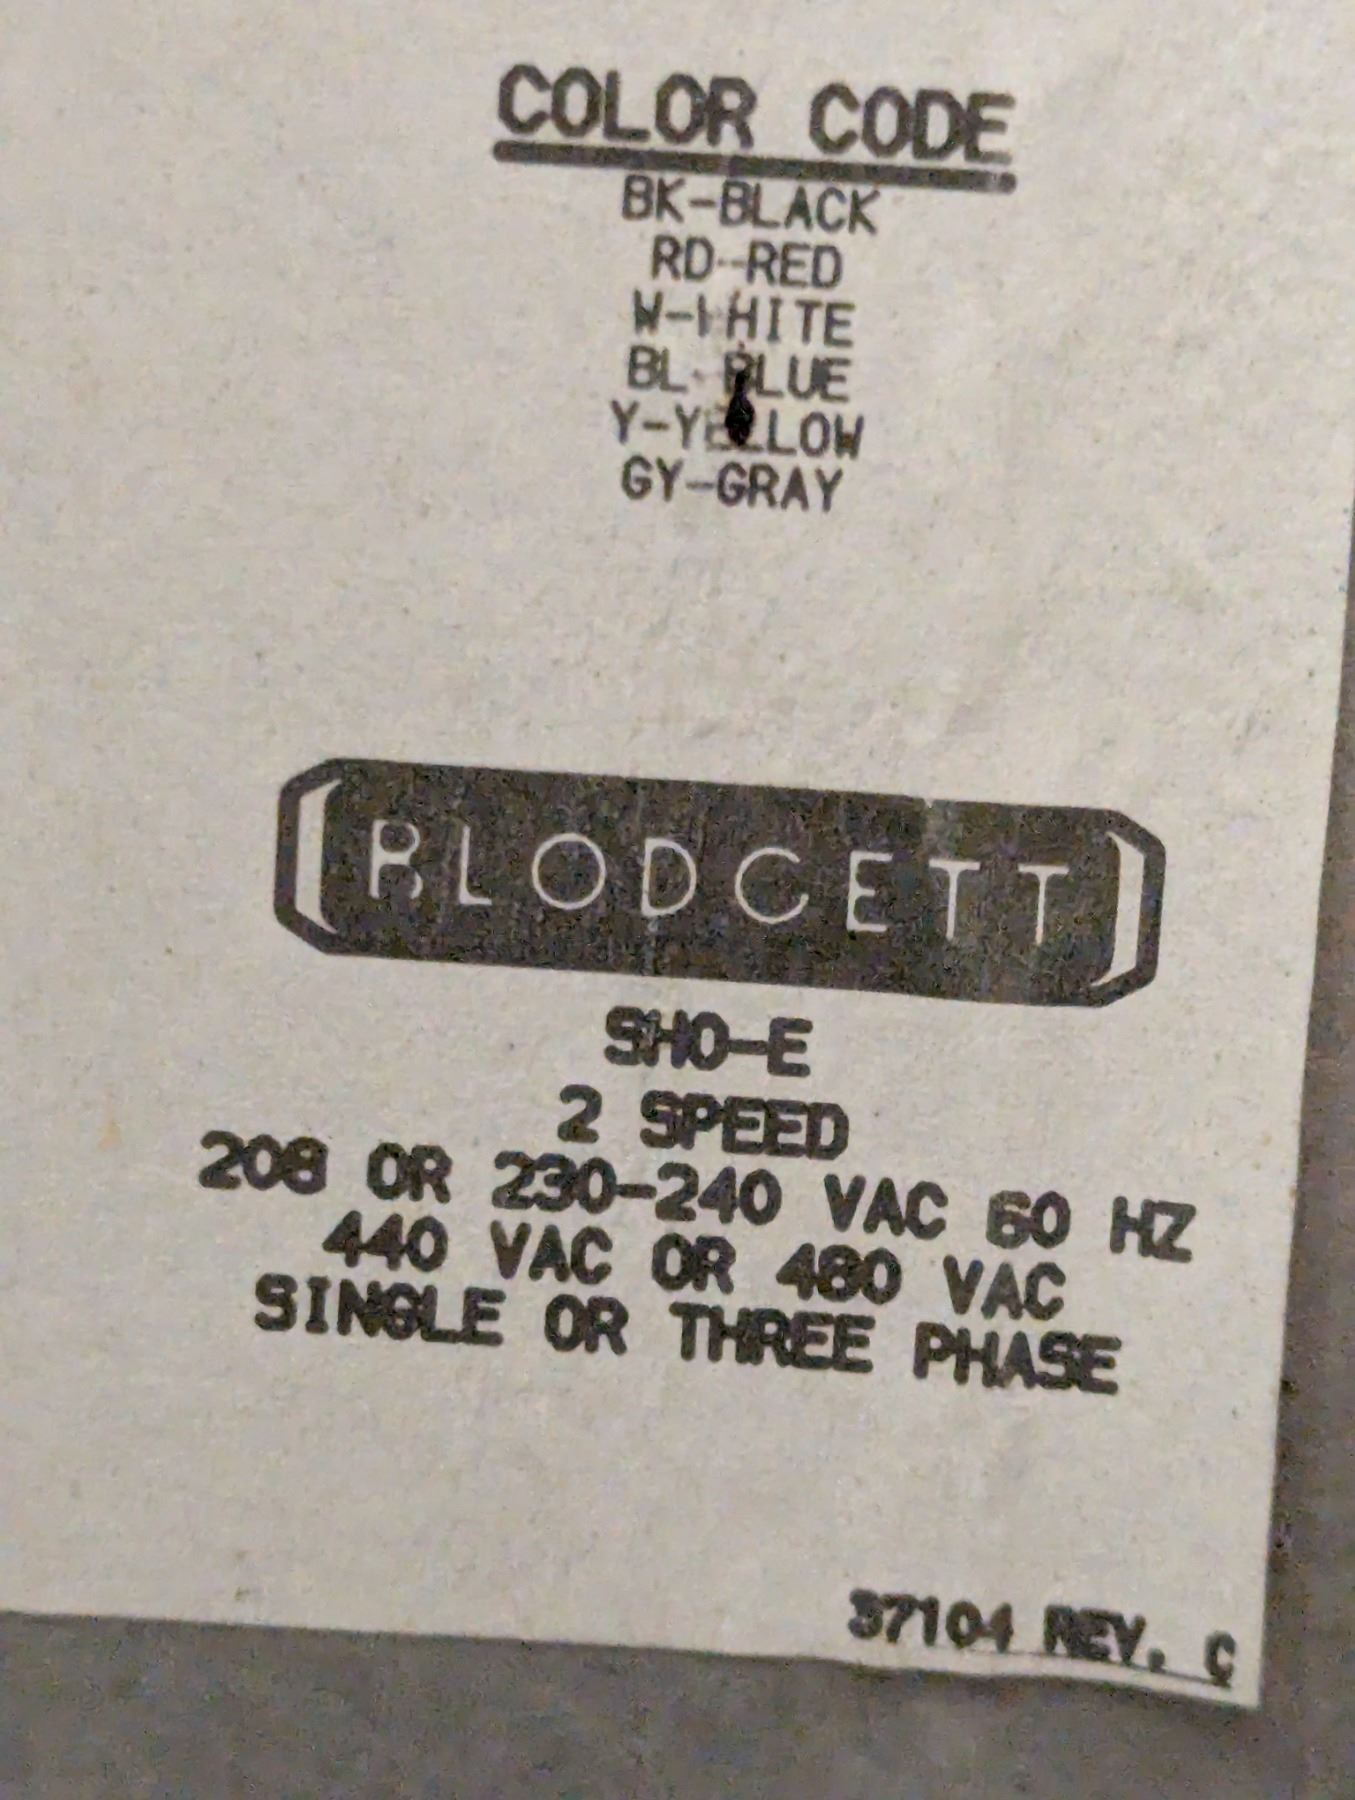 COLOR CODE
BK-BLACK
RD-RED
W-WHITE
BL-BLUE
Y-YELLOW
GY-GRAY
BLODGETT
SHO-E
2 SPEED
208 OR 230-240 VAC 60 HZ
440 VAC OR 480 VAC
SINGLE OR THREE PHASE
37104 REV. C